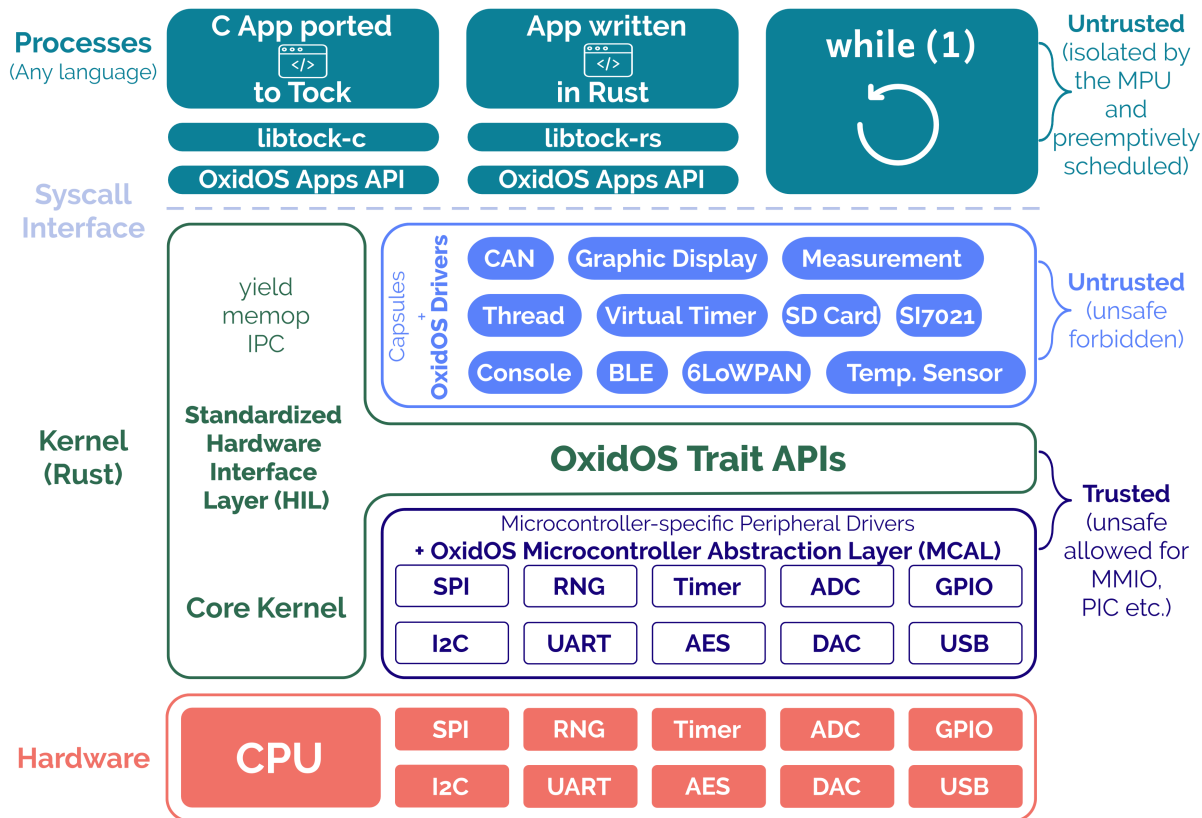 Processes
(Any language)
C App ported
</>
to Tock
libtock-c
OxidOS Apps API
App written
</>
in Rust
libtock-rs
OxidOS Apps API
while (1)
Untrusted
(isolated by
the MPU
and
preemptively
scheduled)
Syscall
Interface
Kernel
(Rust)
yield
memop
IPC
Standardized
Hardware
Interface
Layer (HIL)
Core Kernel
Capsules
+
OxidOS Drivers
CAN
Graphic Display
Measurement
Thread
Virtual Timer
SD Card
SI7021
Console
BLE
6LoWPAN
Temp. Sensor
Untrusted
(unsafe
forbidden)
OxidOS Trait APIs
Microcontroller-specific Peripheral Drivers
+ OxidOS Microcontroller Abstraction Layer (MCAL)
SPI
RNG
Timer
ADC
GPIO
I2C
UART
AES
DAC
USB
Trusted
(unsafe
allowed for
MMIO,
PIC etc.)
Hardware
CPU
SPI
RNG
Timer
ADC
GPIO
I2C
UART
AES
DAC
USB